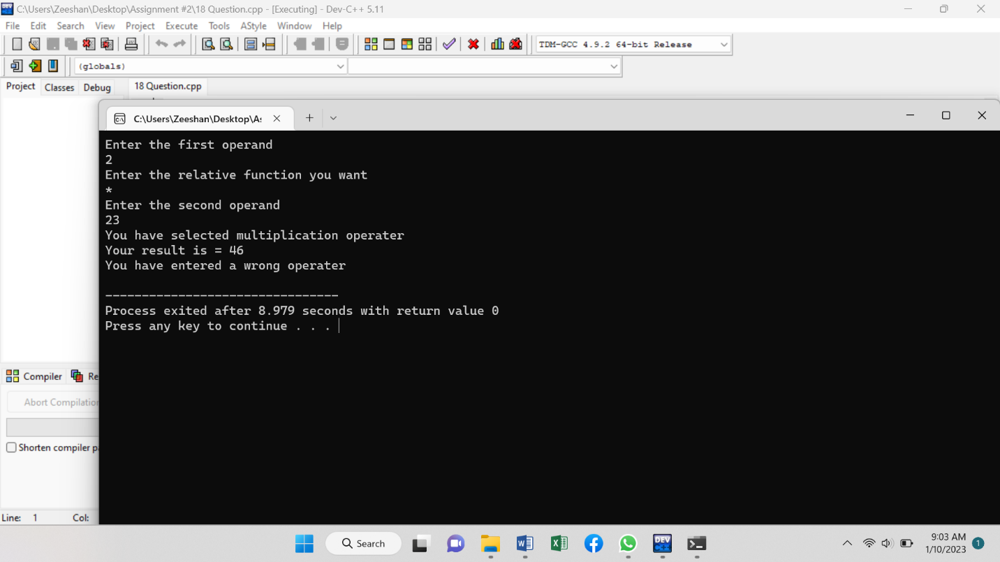 C:\Users\Zeeshan\Desktop\Assignment #2\18 Question.cpp - [Executing] - Dev-C++ 5.11
File Edit Search View Project Execute Tools AStyle Window Help
TDM-GCC 4.9.2 64-bit Release
(globals)
Project Classes Debug 18 Question.cpp
C:\Users\Zeeshan\Desktop\As
Enter the first operand
2
Enter the relative function you want
*
Enter the second operand
23
You have selected multiplication operater
Your result is = 46
You have entered a wrong operater
--------------------------------
Process exited after 8.979 seconds with return value 0
Press any key to continue . . .
Compiler Re
Abort Compilation
Shorten compiler pa
Line: 1 Col:
Search
DEV
9:03 AM
1/10/2023 1